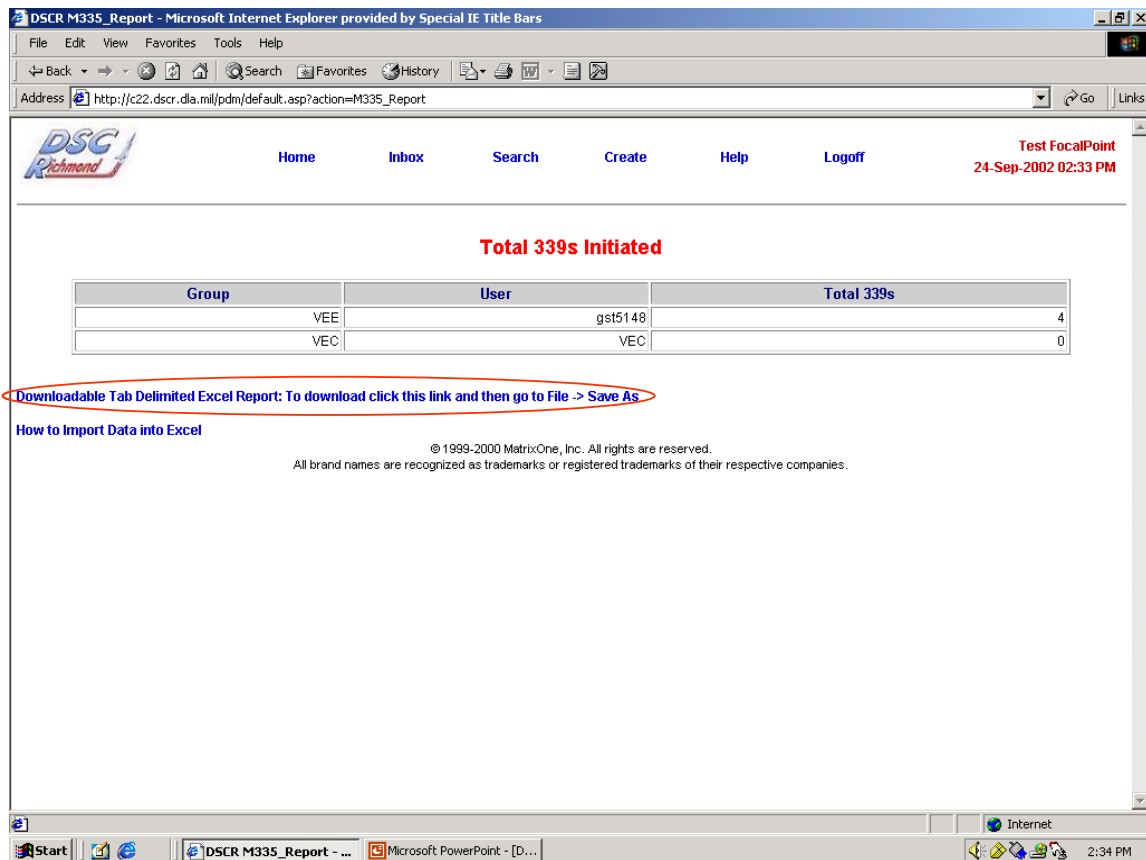 DSCR M335_Report - Microsoft Internet Explorer provided by Special IE Title Bars
File Edit View Favorites Tools Help
Back Search Favorites History
Address http://c22.dscr.dla.mil/pdm/default.asp?action=M335_Report Go Links
DSC
Richmond
Home Inbox Search Create Help Logoff
Test FocalPoint
24-Sep-2002 02:33 PM
Total 339s Initiated
Group User Total 339s
VEE gst5148 4
VEC VEC 0
Downloadable Tab Delimited Excel Report: To download click this link and then go to File -> Save As
How to Import Data into Excel
© 1999-2000 MatrixOne, Inc. All rights are reserved.
All brand names are recognized as trademarks or registered trademarks of their respective companies.
Internet
Start DSCR M335_Report - ... Microsoft PowerPoint - [D... 2:34 PM